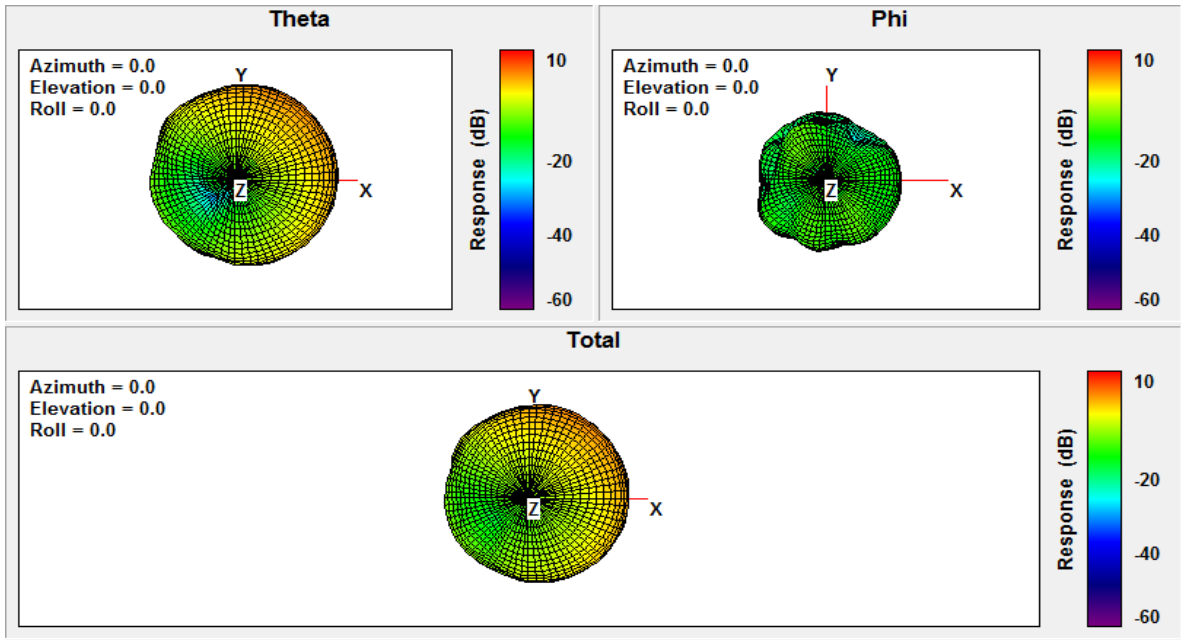 Theta
Azimuth = 0.0
Elevation = 0.0
Roll = 0.0
Y
Z
X
Response (dB)
10
-20
-40
-60
Phi
Azimuth = 0.0
Elevation = 0.0
Roll = 0.0
Y
Z
X
Response (dB)
10
-20
-40
-60
Total
Azimuth = 0.0
Elevation = 0.0
Roll = 0.0
Y
Z
X
Response (dB)
10
-20
-40
-60